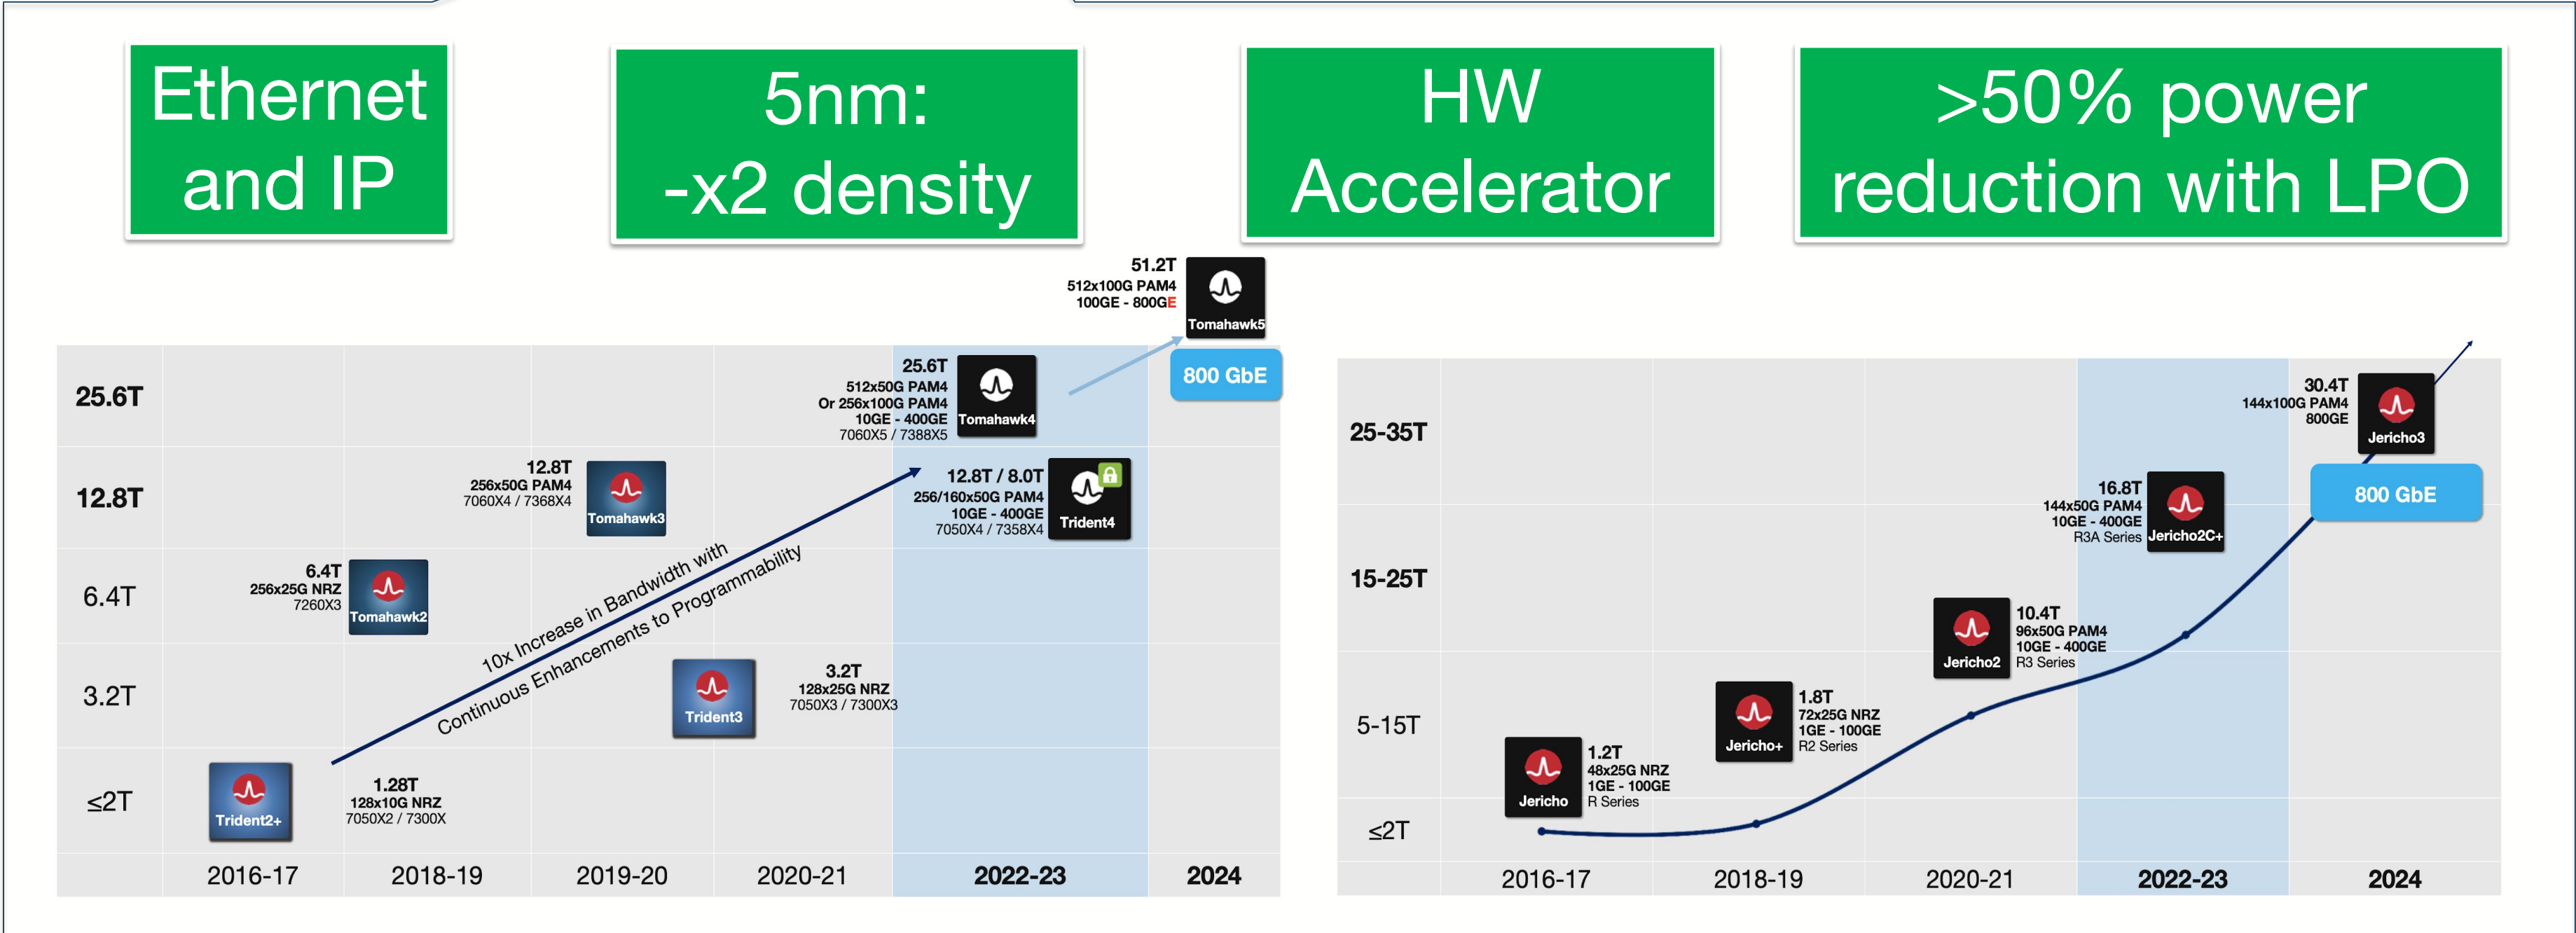 Ethernet
and IP
5nm:
-x2 density
HW
Accelerator
>50% power
reduction with LPO
51.2T
512x100G PAM4
100GE - 800GE
Tomahawk5
800 GbE
25.6T
25.6T
512x50G PAM4
Or 256x100G PAM4
10GE - 400GE
7060X5 / 7388X5
Tomahawk4
12.8T
12.8T
256x50G PAM4
7060X4 / 7368X4
Tomahawk3
12.8T / 8.0T
256/160x50G PAM4
10GE - 400GE
7050X4 / 7358X4
Trident4
6.4T
6.4T
256x25G NRZ
7260X3
Tomahawk2
10x Increase in Bandwidth with
Continuous Enhancements to Programmability
3.2T
Trident3
3.2T
128x25G NRZ
7050X3 / 7300X3
≤2T
Trident2+
1.28T
128x10G NRZ
7050X2 / 7300X
2016-17
2018-19
2019-20
2020-21
2022-23
2024
25-35T
30.4T
144x100G PAM4
800GE
Jericho3
800 GbE
16.8T
144x50G PAM4
10GE - 400GE
R3A Series
Jericho2C+
15-25T
Jericho2
10.4T
96x50G PAM4
10GE - 400GE
R3 Series
5-15T
Jericho+
1.8T
72x25G NRZ
1GE - 100GE
R2 Series
Jericho
1.2T
48x25G NRZ
1GE - 100GE
R Series
≤2T
2016-17
2018-19
2020-21
2022-23
2024